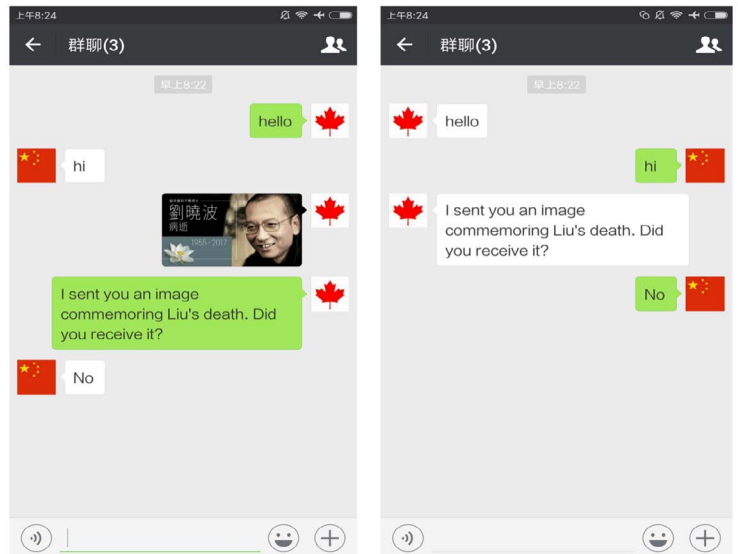 上午8:24
群聊(3)
早上8:22
hello
hi
劉曉波
病逝
1955-2017
I sent you an image
commemoring Liu's death. Did
you receive it?
No
上午8:24
群聊(3)
早上8:22
hello
hi
I sent you an image
commemoring Liu's death. Did
you receive it?
No